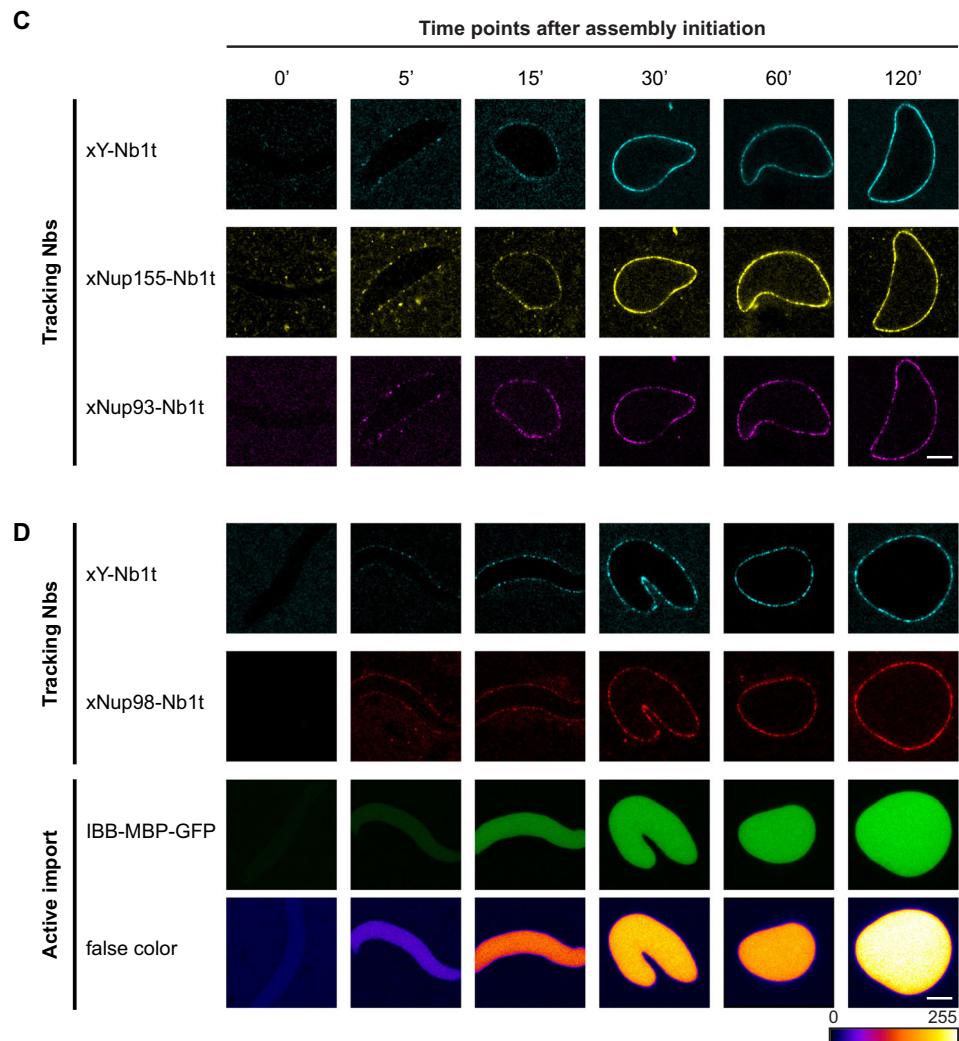 C
Time points after assembly initiation
0’ 5’ 15’ 30’ 60’ 120’
Tracking Nbs
xY-Nb1t
xNup155-Nb1t
xNup93-Nb1t
D
Tracking Nbs
xY-Nb1t
xNup98-Nb1t
Active import
IBB-MBP-GFP
false color
0 255